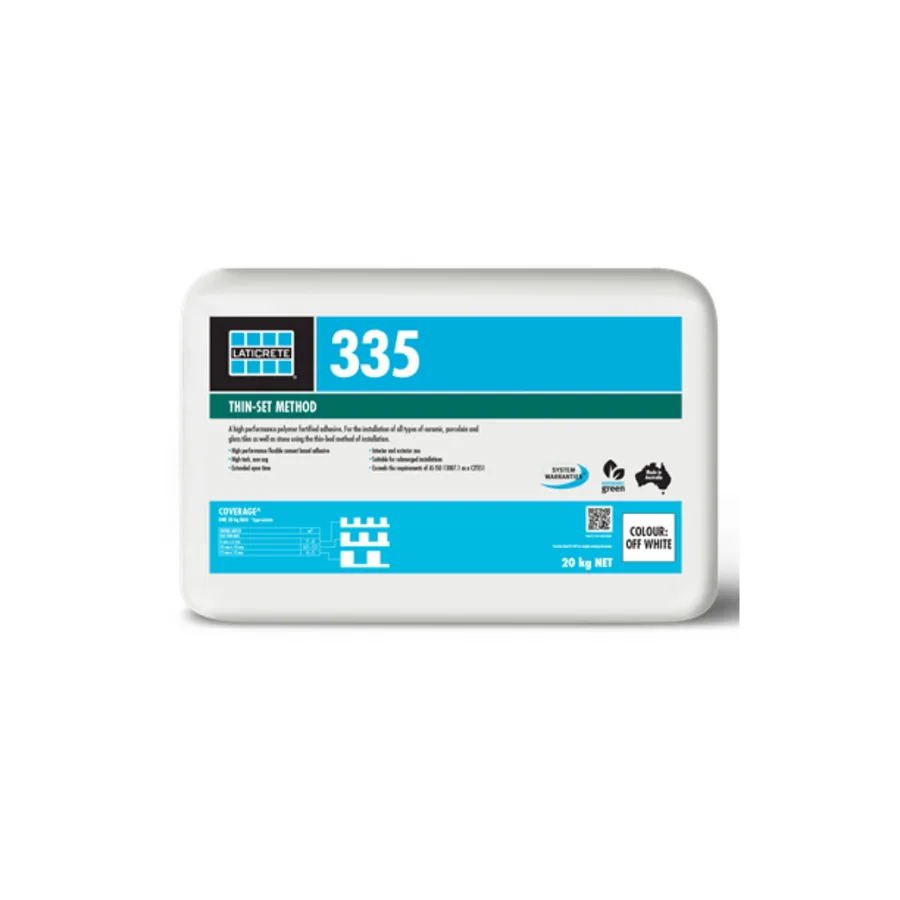 LATICRETE
335
THIN-SET METHOD
A high performance polymer fortified adhesive. For the installation of all types of ceramic, porcelain and
glass tiles as well as stone using the thin-bed method of installation.
• High performance flexible cement based adhesive
• High tack, non sag
• Extended open time
• Interior and exterior use
• Suitable for submerged installations
• Exceeds the requirements of AS ISO 13007.1 as a C2TES1
SYSTEM
WARRANTIES
green
Made in
Australia
COVERAGE*
COLOUR:
OFF WHITE
20 kg NET